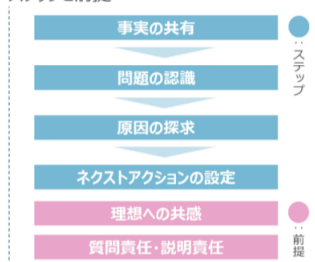 事実の共有
問題の認識
原因の探求
ネクストアクションの設定
理想への共感
質問責任・説明責任
:ステップ
:前提